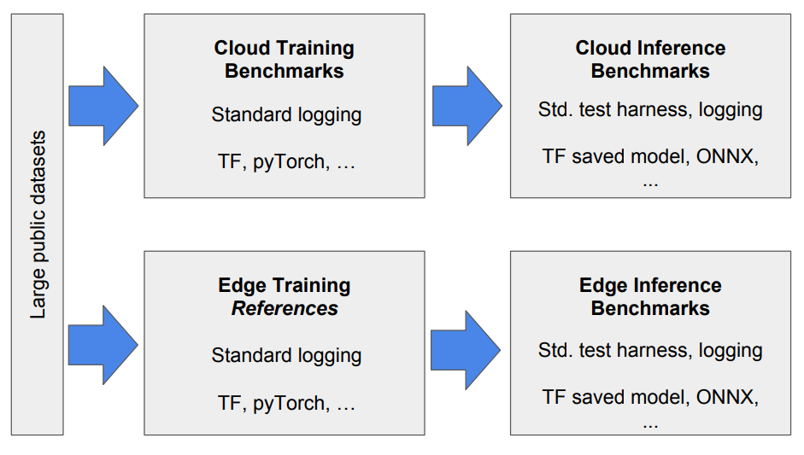 Large public datasets
Cloud Training
Benchmarks
Standard logging
TF, pyTorch, …
Cloud Inference
Benchmarks
Std. test harness, logging
TF saved model, ONNX,
...
Edge Training
References
Standard logging
TF, pyTorch, …
Edge Inference
Benchmarks
Std. test harness, logging
TF saved model, ONNX,
...